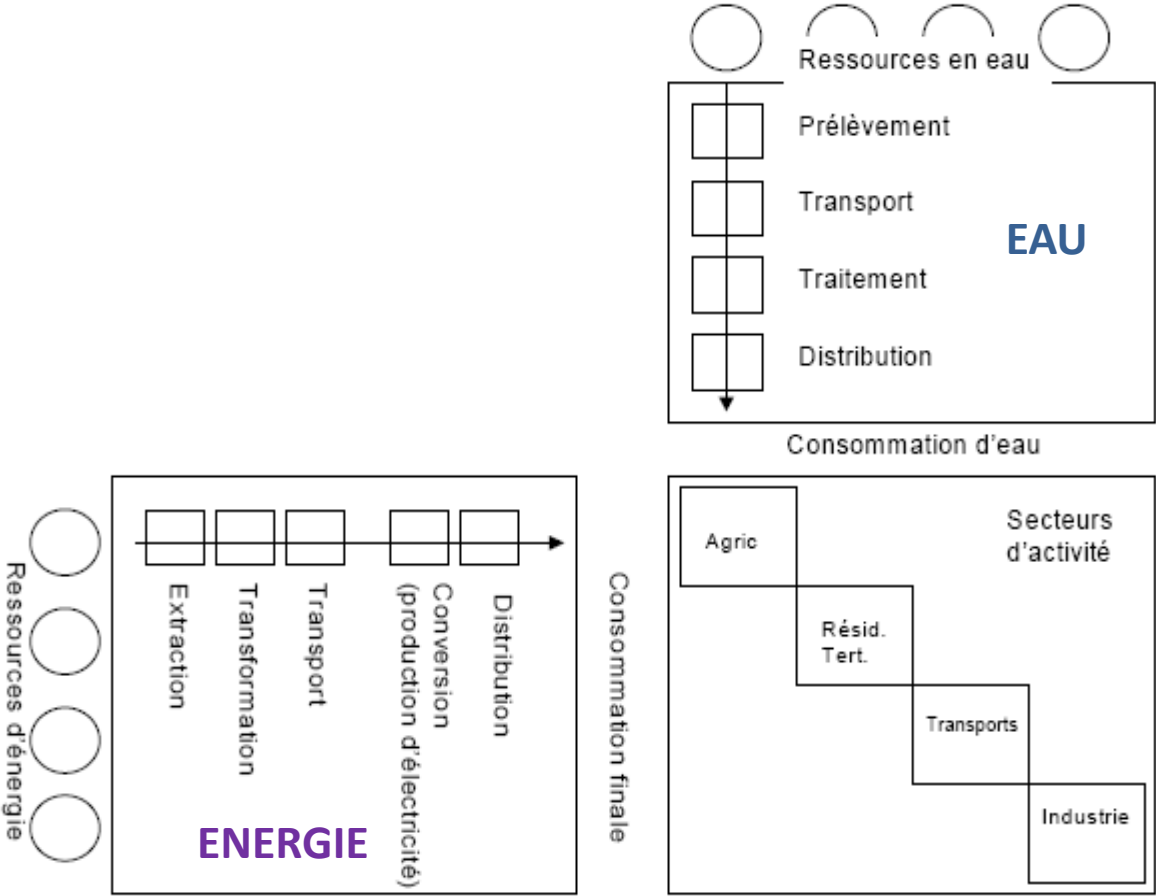 Ressources en eau
Prélèvement
Transport
EAU
Traitement
Distribution
Consommation d'eau
Ressources d'énergie
Extraction
Transformation
Transport
Conversion
(production d'électricité)
Distribution
ENERGIE
Consommation finale
Secteurs
d'activité
Agric
Résid.
Tert.
Transports
Industrie